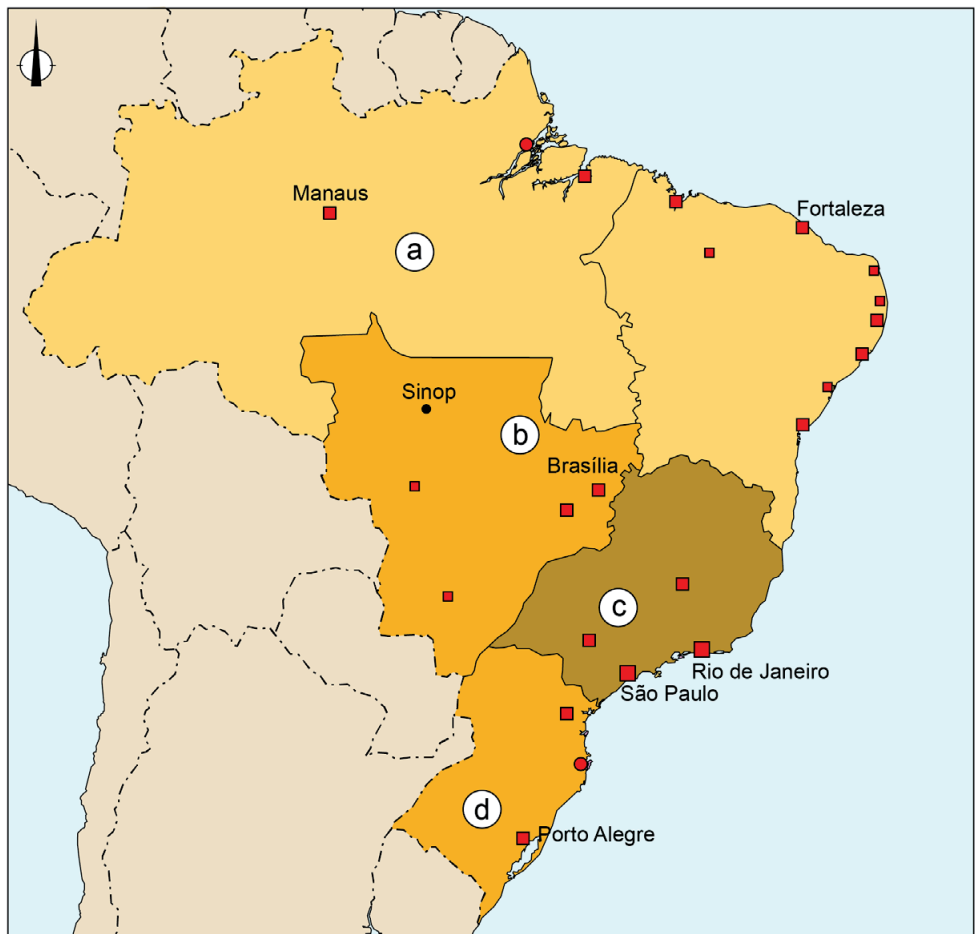 Manaus
Fortaleza
a
Sinop
b
Brasília
c
Rio de Janeiro
São Paulo
d
Porto Alegre